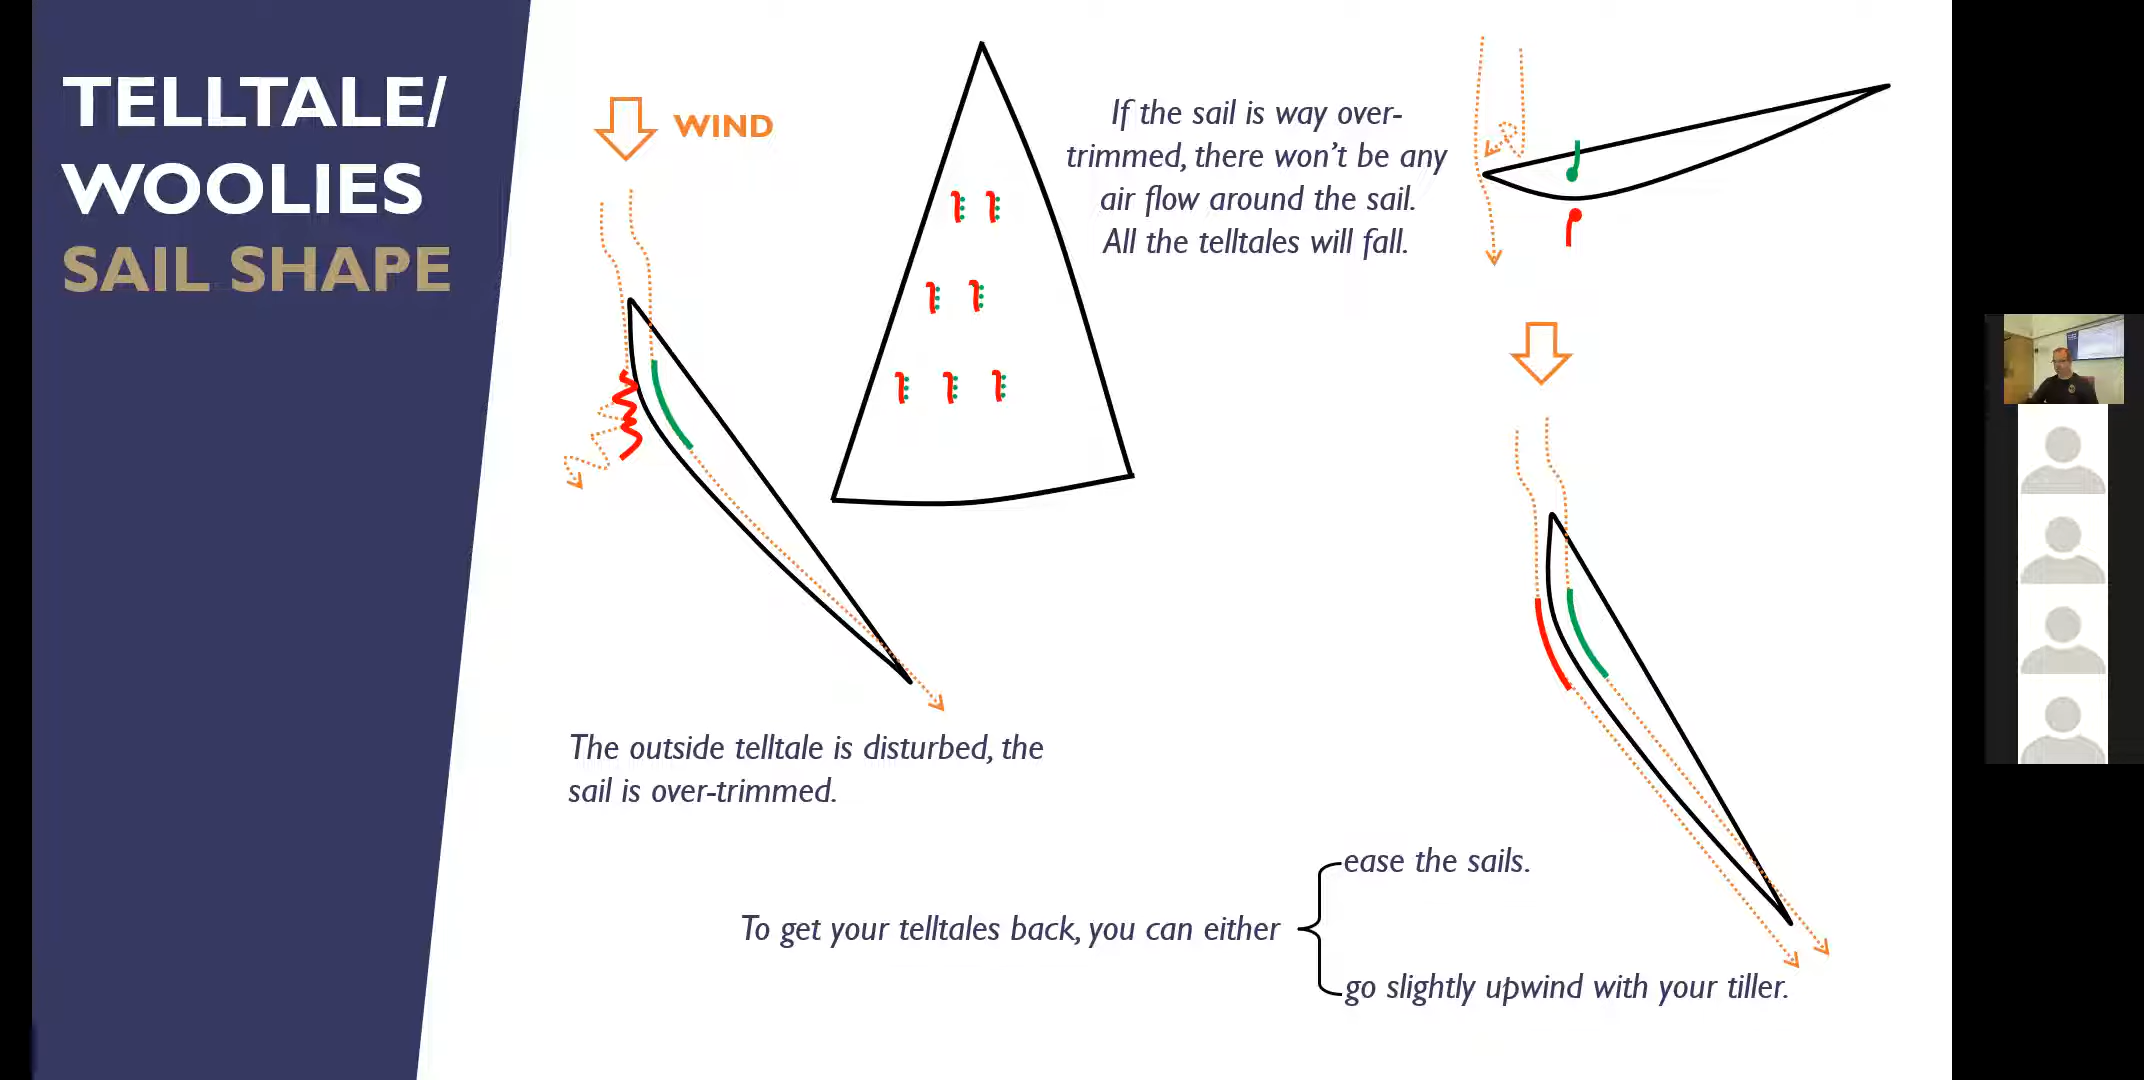 TELLTALE/
WOOLIES
SAIL SHAPE
WIND
If the sail is way over-
trimmed, there won't be any
air flow around the sail.
All the telltales will fall.
The outside telltale is disturbed, the
sail is over-trimmed.
To get your telltales back, you can either
ease the sails.
go slightly upwind with your tiller.